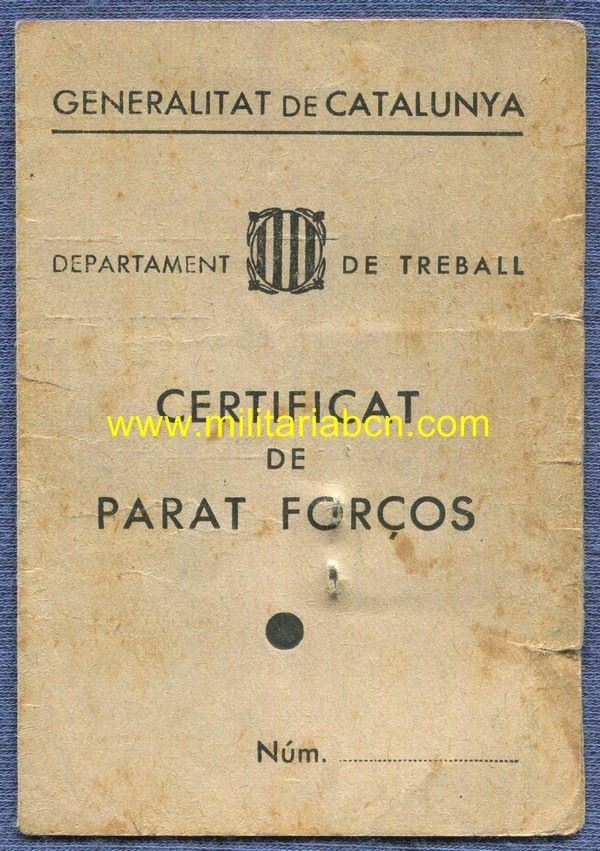 GENERALITAT DE CATALUNYA
DEPARTAMENT DE TREBALL
CERTIFICAT
www.militariabcn.com
DE
PARAT FORÇOS
Núm. ........................